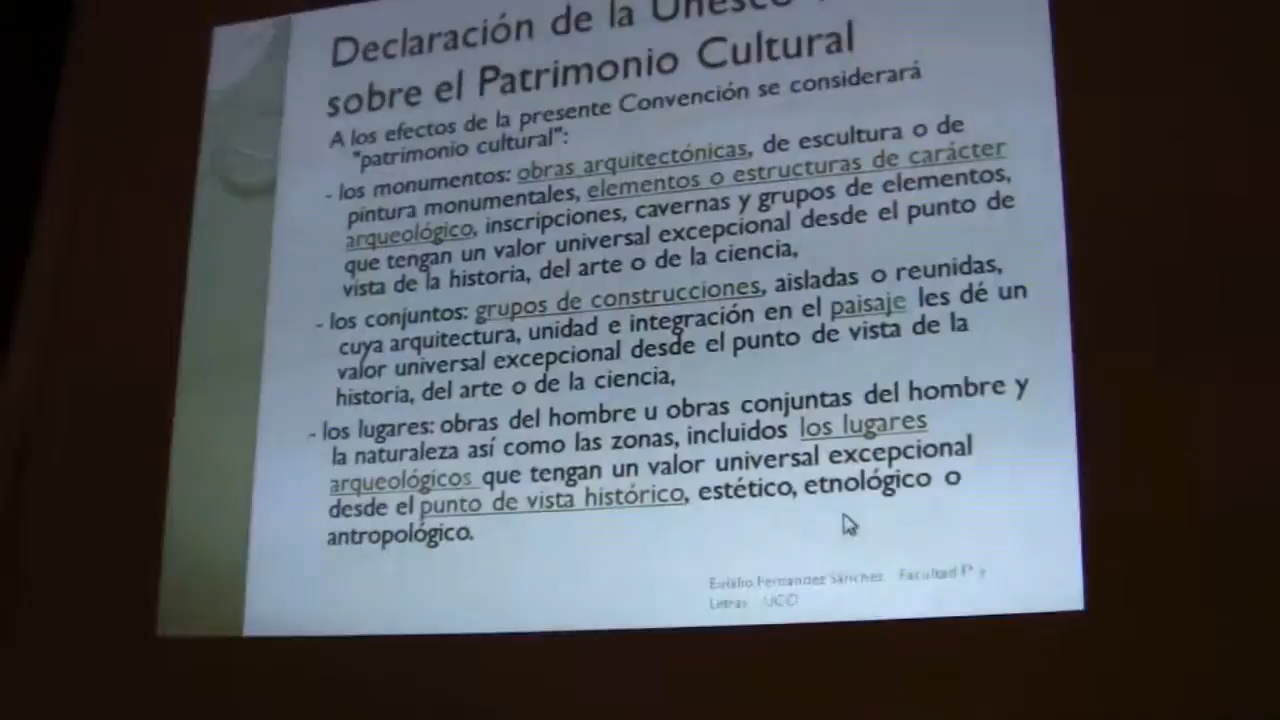 Declaración de la Unesco
sobre el Patrimonio Cultural
A los efectos de la presente Convención se considerará
"patrimonio cultural":
- los monumentos: obras arquitectónicas, de escultura o de
pintura monumentales, elementos o estructuras de carácter
arqueológico, inscripciones, cavernas y grupos de elementos,
que tengan un valor universal excepcional desde el punto de
vista de la historia, del arte o de la ciencia,
- los conjuntos: grupos de construcciones, aisladas o reunidas,
cuya arquitectura, unidad e integración en el paisaje les dé un
valor universal excepcional desde el punto de vista de la
historia, del arte o de la ciencia,
- los lugares: obras del hombre u obras conjuntas del hombre y
la naturaleza así como las zonas, incluidos los lugares
arqueológicos que tengan un valor universal excepcional
desde el punto de vista histórico, estético, etnológico o
antropológico.
Fernandez Sánchez Facultad Fª y
Letras UCO